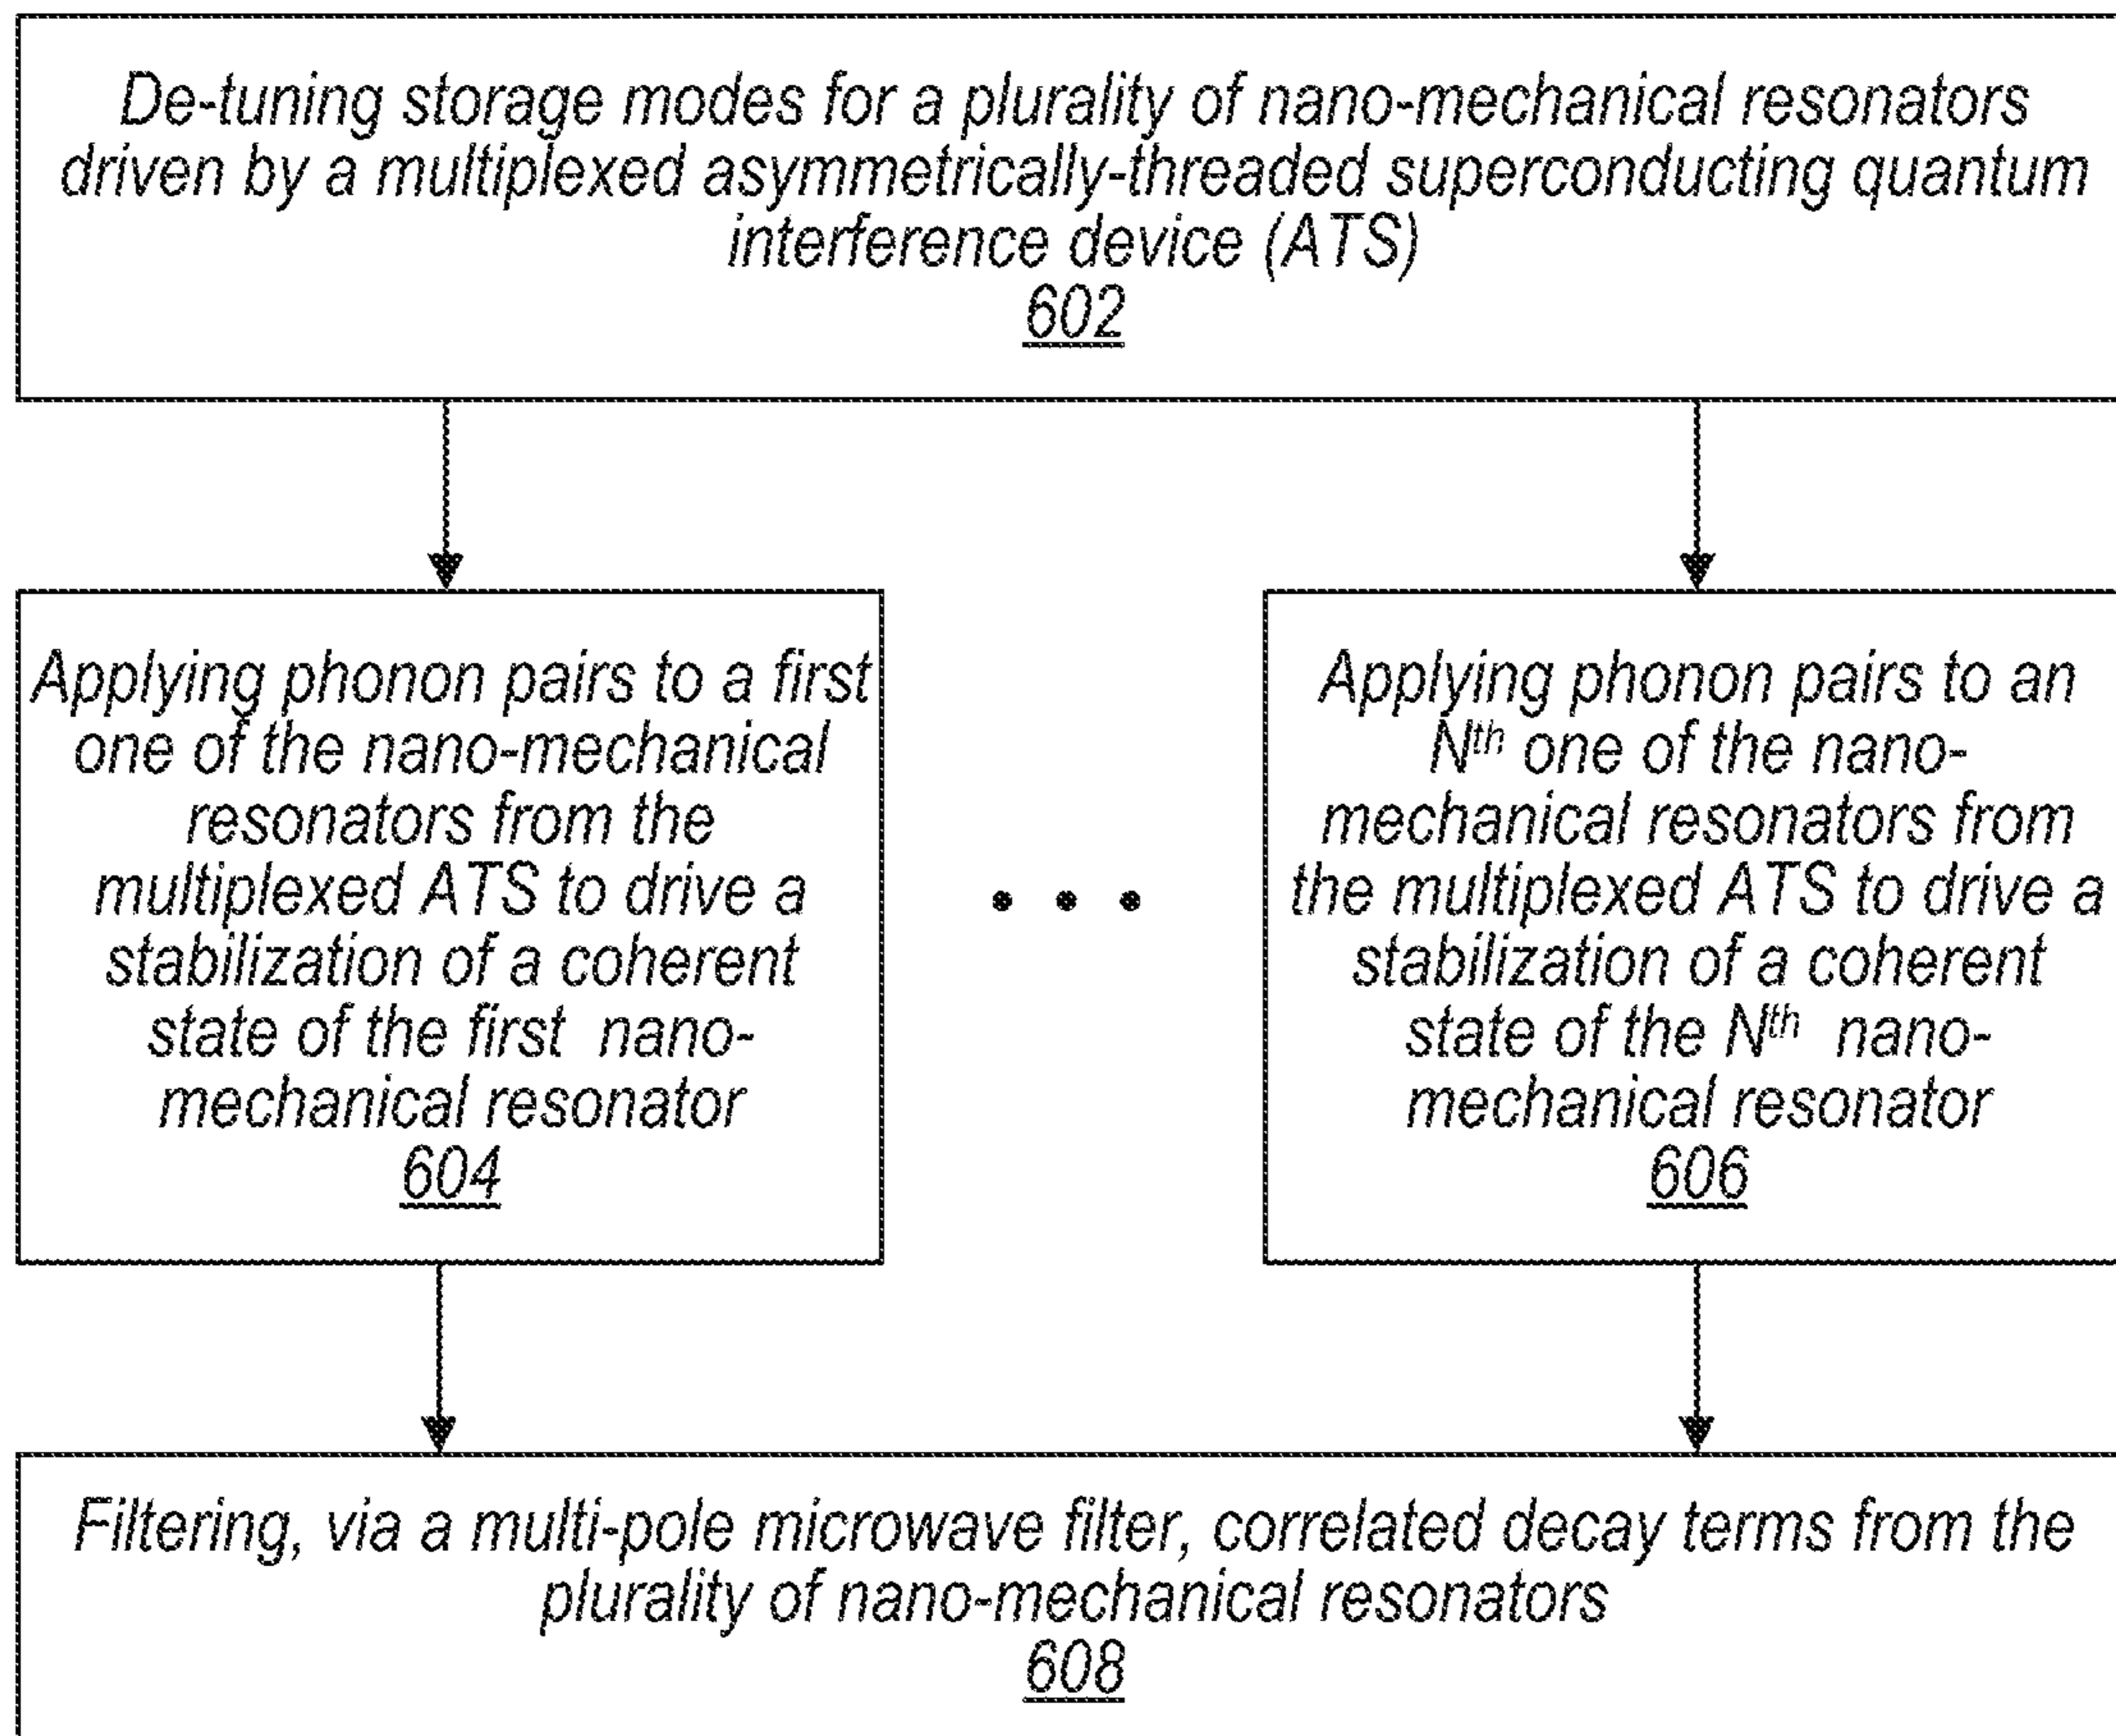 De-tuning storage modes for a plurality of nano-mechanical resonators
driven by a multiplexed asymmetrically-threaded superconducting quantum
interference device (ATS)
602
Applying phonon pairs to a first
one of the nano-mechanical
resonators from the
multiplexed ATS to drive a
stabilization of a coherent
state of the first nano-
mechanical resonator
604
• • •
Applying phonon pairs to an
Nth one of the nano-
mechanical resonators from
the multiplexed ATS to drive a
stabilization of a coherent
state of the Nth nano-
mechanical resonator
606
Filtering, via a multi-pole microwave filter, correlated decay terms from the
plurality of nano-mechanical resonators
608